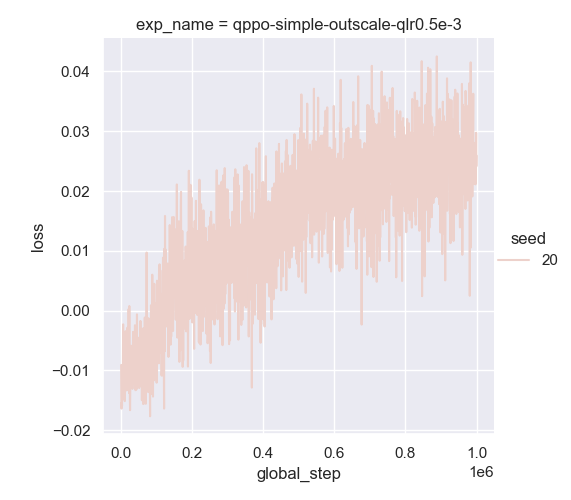 exp_name = qppo-simple-outscale-qlr0.5e-3
0.04
0.03
0.02
0.01
0.00
−0.01
−0.02
loss
seed
20
0.0 0.2 0.4 0.6 0.8 1.0
1e6
global_step